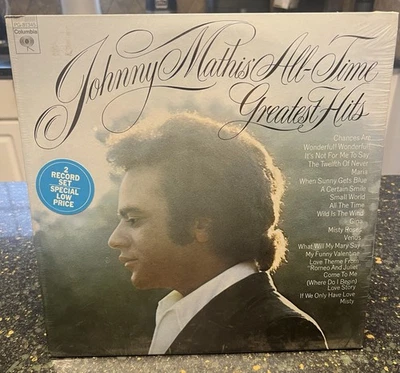 Columbia
Johnny Mathis' All-Time
Greatest Hits
2
RECORD
SET
SPECIAL
LOW
PRICE
Chances Are
Wonderful! Wonderful!
It's Not For Me To Say
The Twelfth Of Never
Maria
When Sunny Gets Blue
A Certain Smile
Small World
All The Time
Wild Is The Wind
Gina
Misty Roses
Venus
What Will My Mary Say
My Funny Valentine
Love Theme From
"Romeo And Juliet"
Come To Me
(Where Do I Begin)
Love Story
If We Only Have Love
Misty